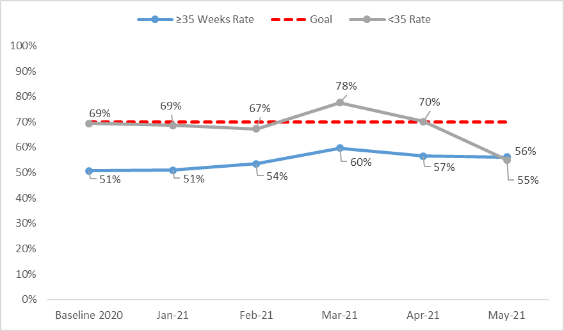 ≥35 Weeks Rate Goal <35 Rate
100%
90%
80%
70%
60%
50%
40%
30%
20%
10%
0%
69% 69% 67% 78% 70% 55%
51% 51% 54% 60% 57% 56%
Baseline 2020 Jan-21 Feb-21 Mar-21 Apr-21 May-21